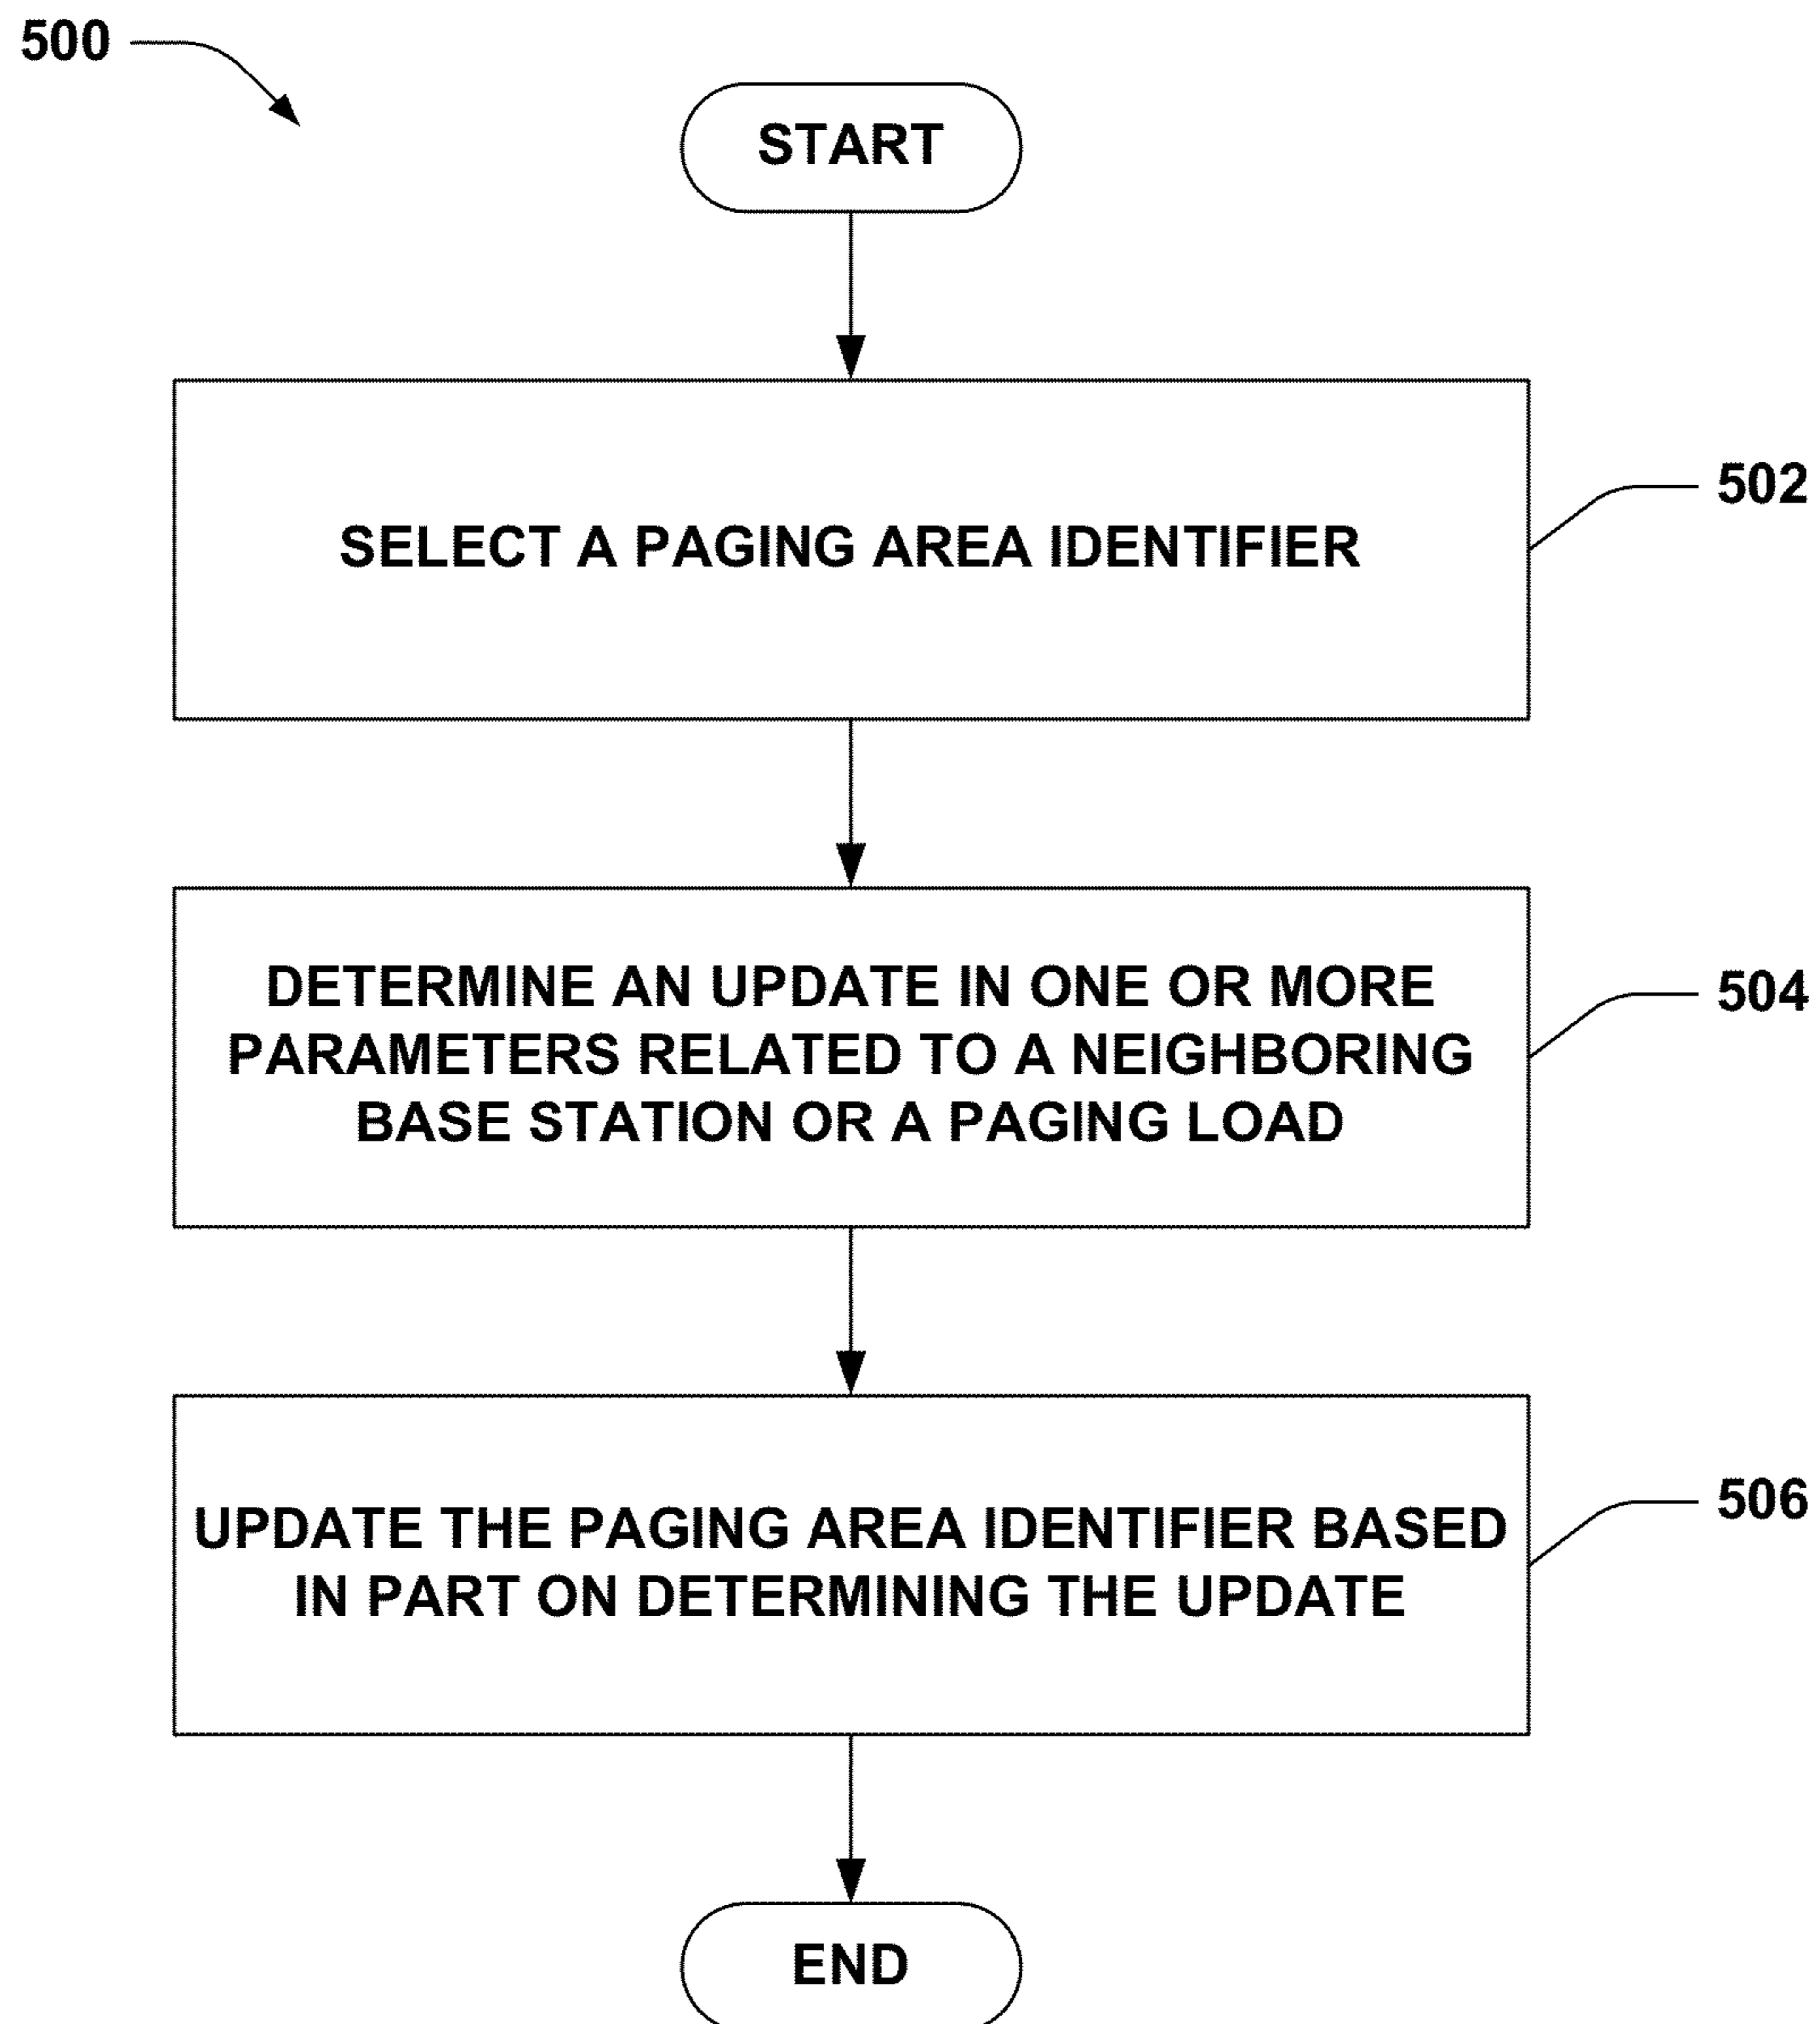 500
START
SELECT A PAGING AREA IDENTIFIER
502
DETERMINE AN UPDATE IN ONE OR MORE
PARAMETERS RELATED TO A NEIGHBORING
BASE STATION OR A PAGING LOAD
504
UPDATE THE PAGING AREA IDENTIFIER BASED
IN PART ON DETERMINING THE UPDATE
506
END